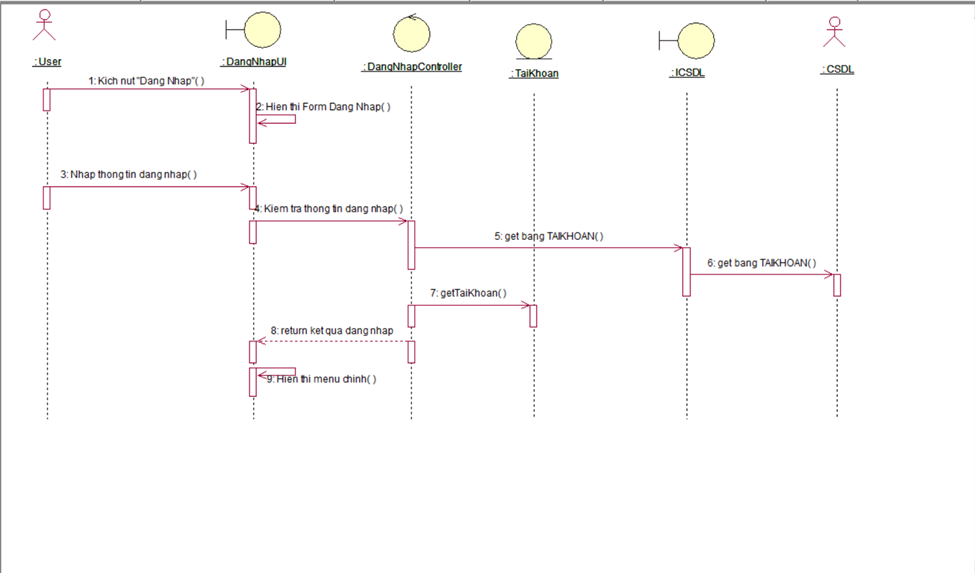 : User
: DangNhapUI
: DangNhapController
: TaiKhoan
: ICSDL
: CSDL
1: Kich nut "Dang Nhap"( )
2: Hien thi Form Dang Nhap( )
3: Nhap thong tin dang nhap( )
4: Kiem tra thong tin dang nhap( )
5: get bang TAIKHOAN( )
6: get bang TAIKHOAN( )
7: getTaiKhoan( )
8: return ket qua dang nhap
9: Hien thi menu chinh( )